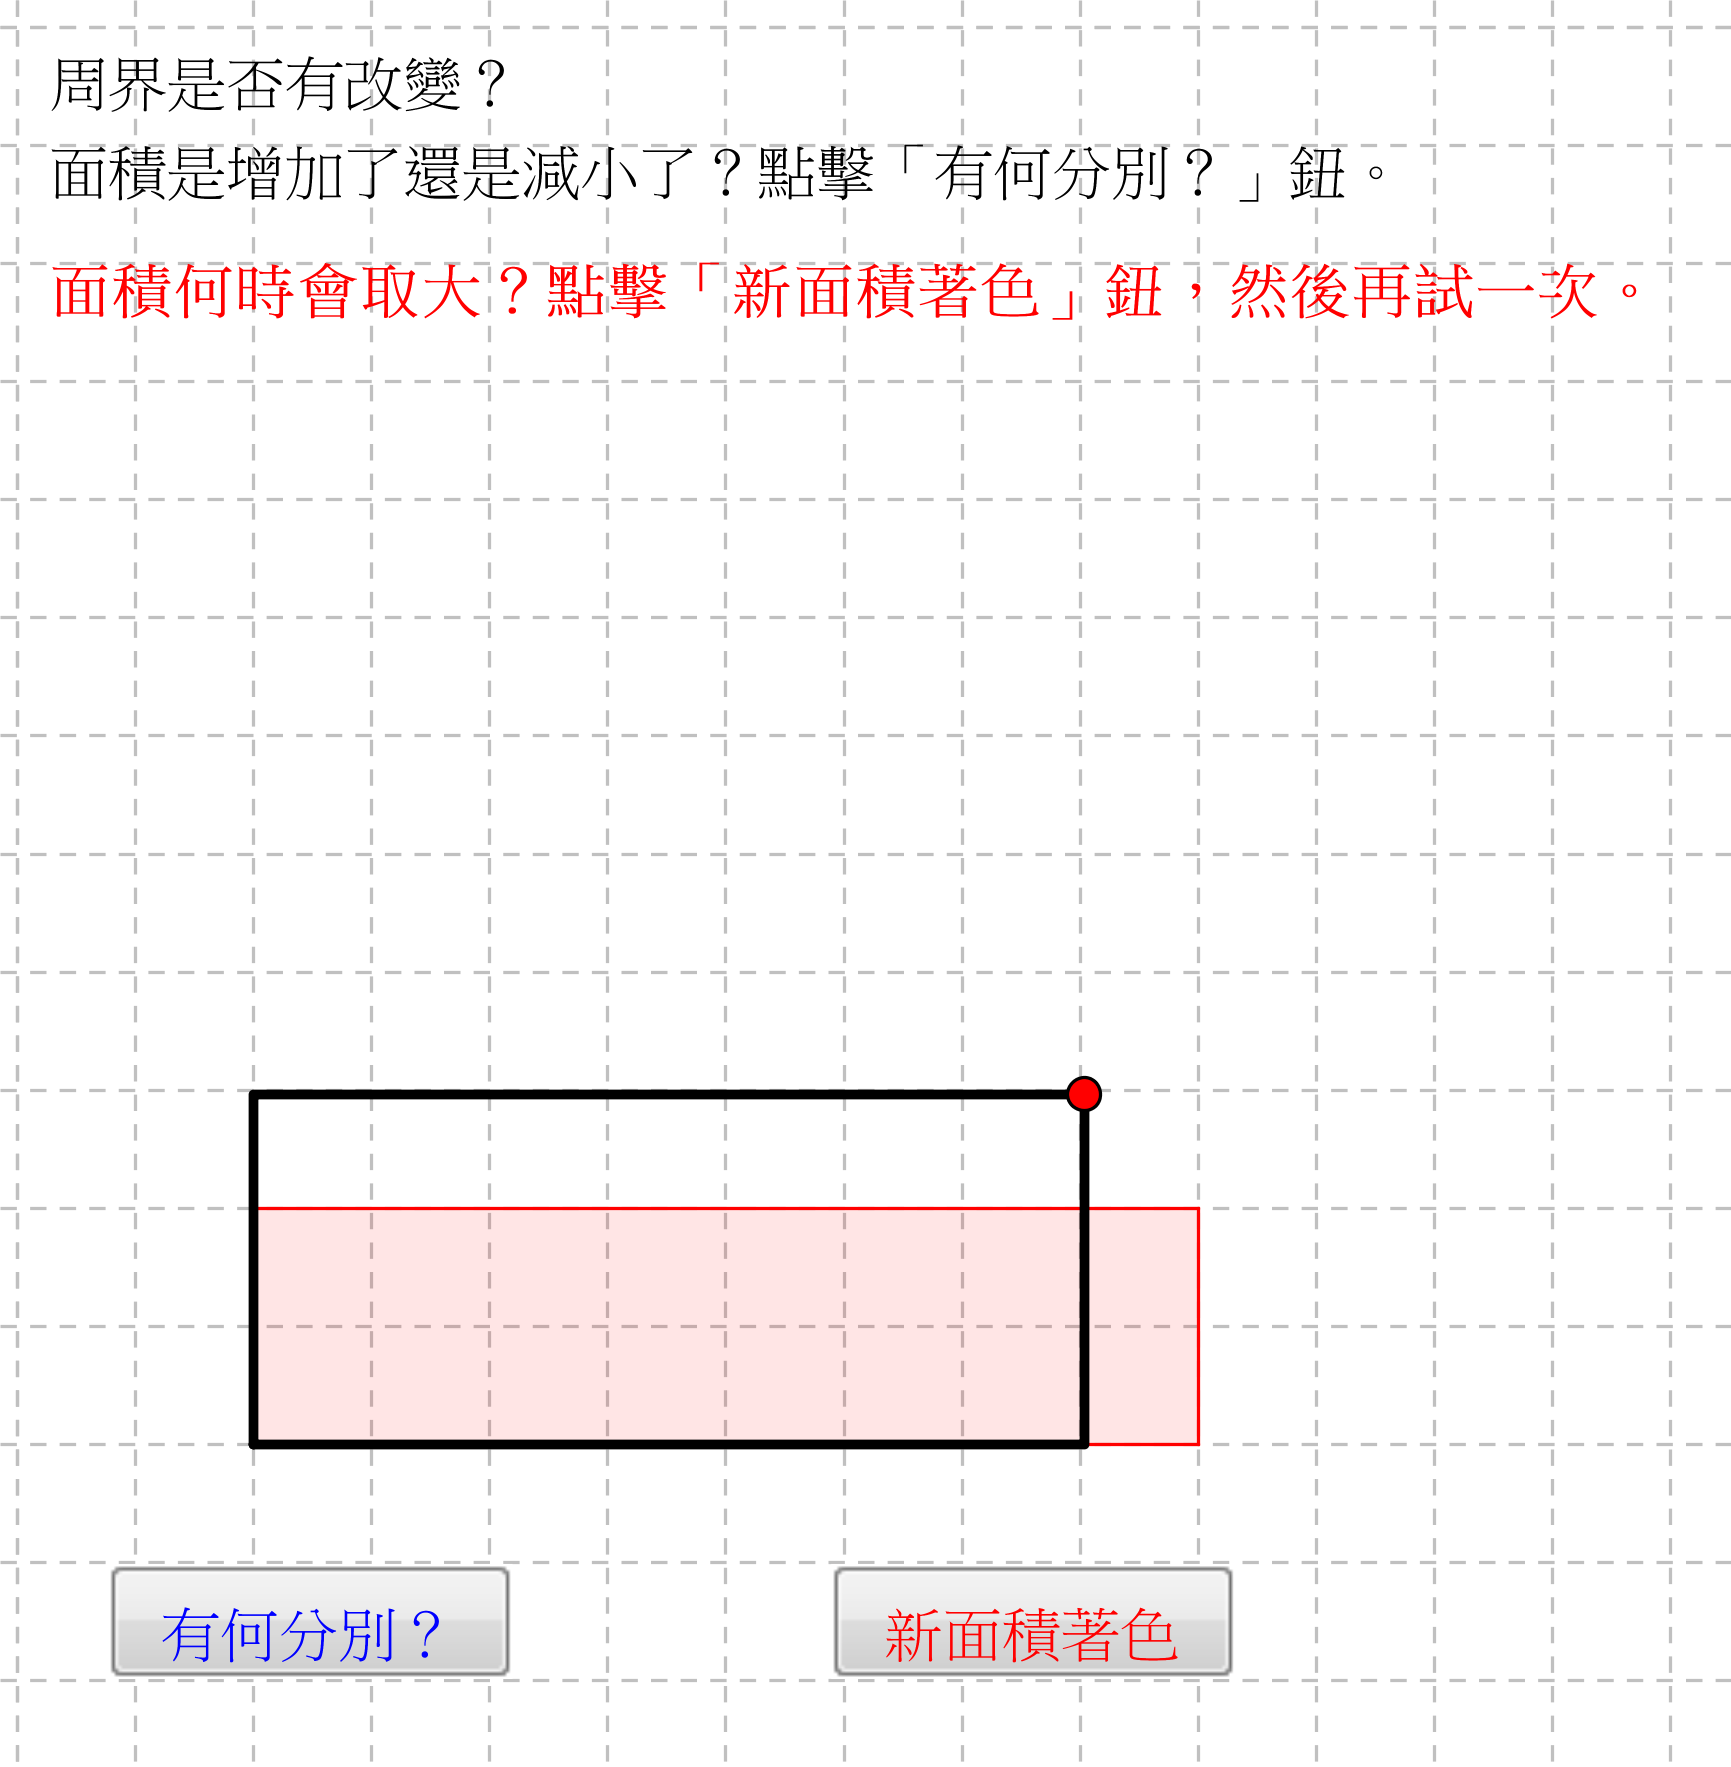 周界是否有改變？
面積是增加了還是減小了？點擊「有何分別？」鈕。
面積何時會取大？點擊「新面積著色」鈕，然後再試一次。
有何分別？
新面積著色